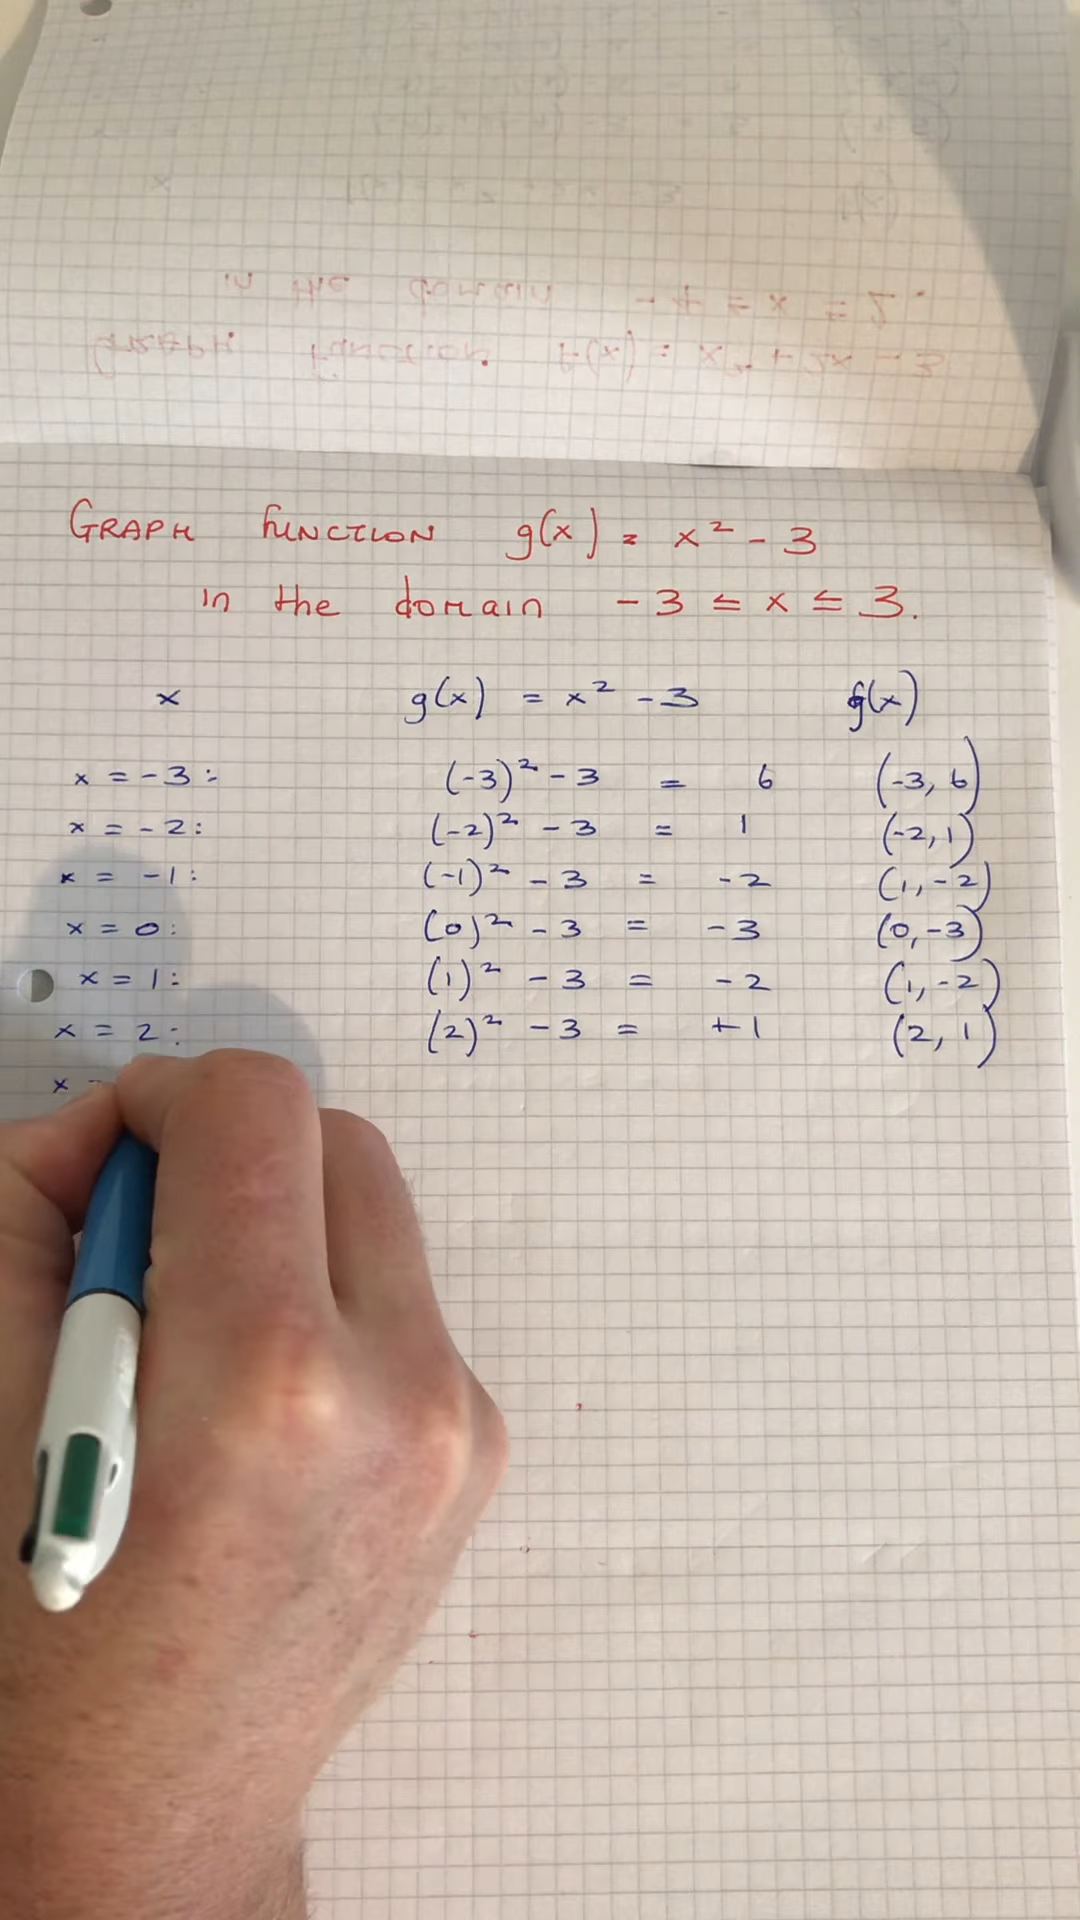 GRAPH FUNCTION g(x) = x² - 3
in the domain -3 ≤ x ≤ 3.
x g(x) = x² - 3 f(x)
x = -3: (-3)² - 3 = 6 (-3, 6)
x = -2: (-2)² - 3 = 1 (-2, 1)
x = -1: (-1)² - 3 = -2 (1, -2)
x = 0: (0)² - 3 = -3 (0, -3)
x = 1: (1)² - 3 = -2 (1, -2)
x = 2: (2)² - 3 = +1 (2, 1)
x